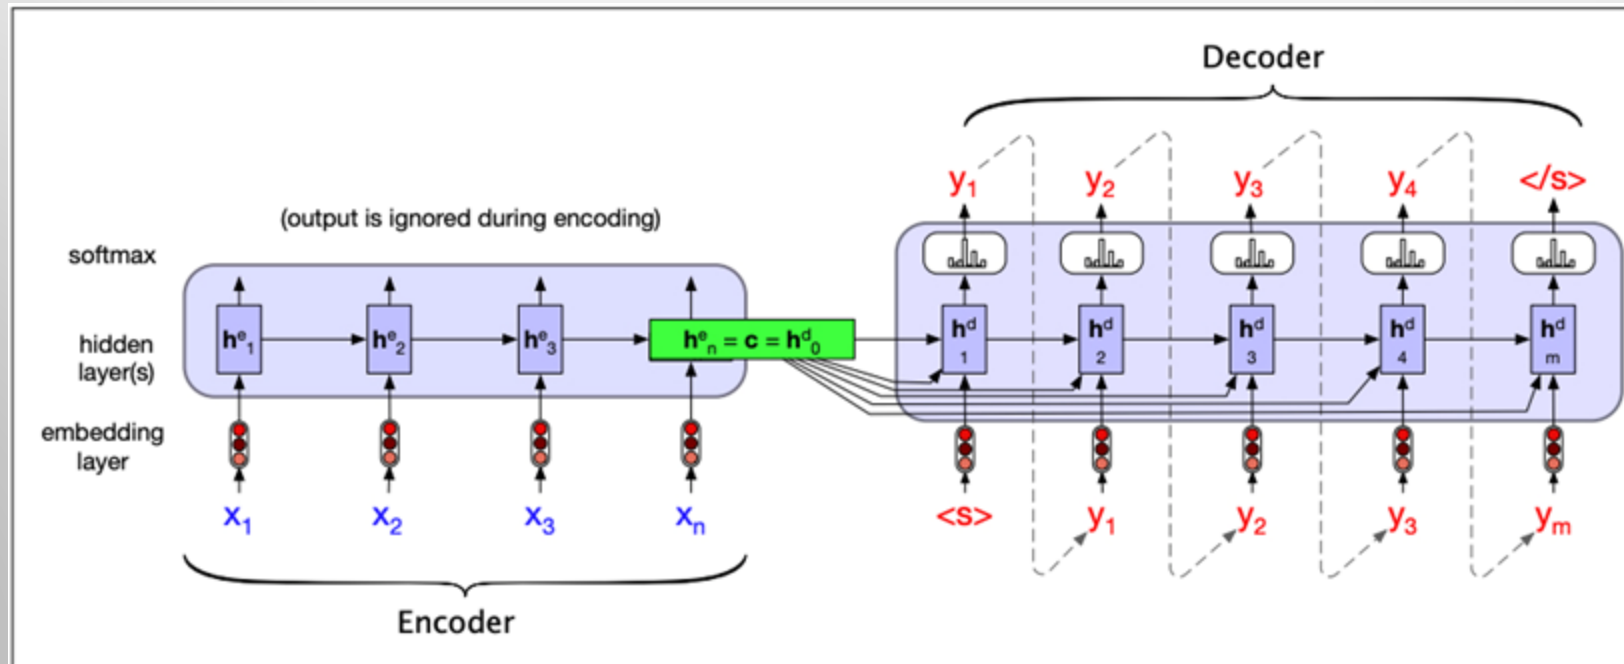 Decoder
y₁ y₂ y₃ y₄ </s>
(output is ignored during encoding)
softmax
hᵉ₁ hᵉ₂ hᵉ₃ hᵉₙ = c = hᵈ₀ hᵈ₁ hᵈ₂ hᵈ₃ hᵈ₄ hᵈₘ
hidden
layer(s)
embedding
layer
x₁ x₂ x₃ xₙ <s> y₁ y₂ y₃ yₘ
Encoder